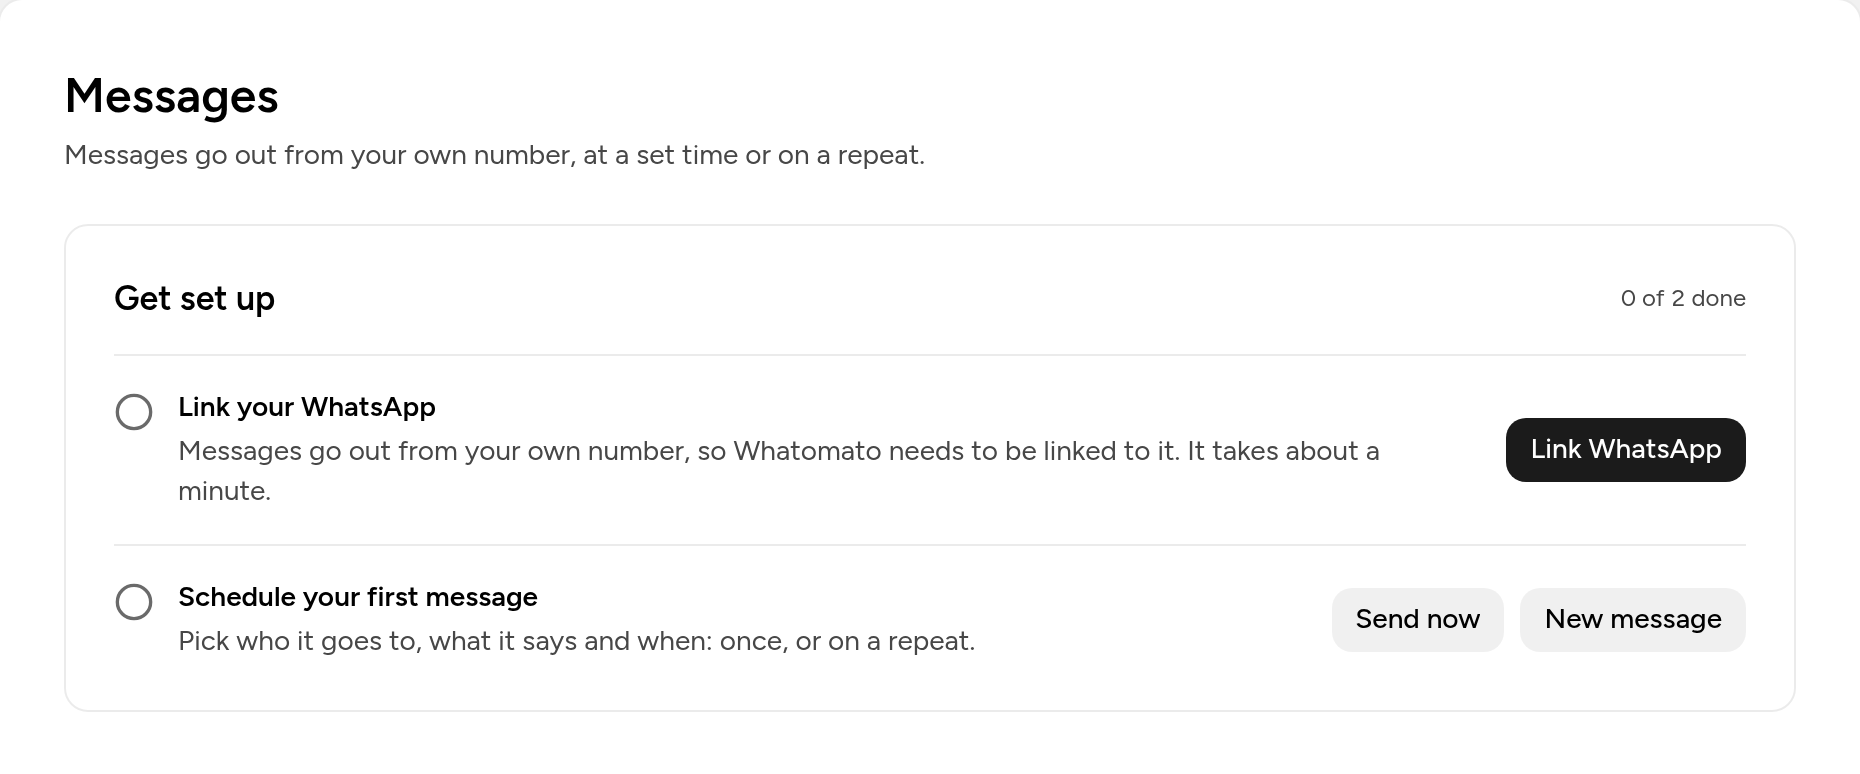 Messages
Messages go out from your own number, at a set time or on a repeat.
Get set up
0 of 2 done
Link your WhatsApp
Messages go out from your own number, so Whatomato needs to be linked to it. It takes about a
minute.
Link WhatsApp
Schedule your first message
Pick who it goes to, what it says and when: once, or on a repeat.
Send now
New message